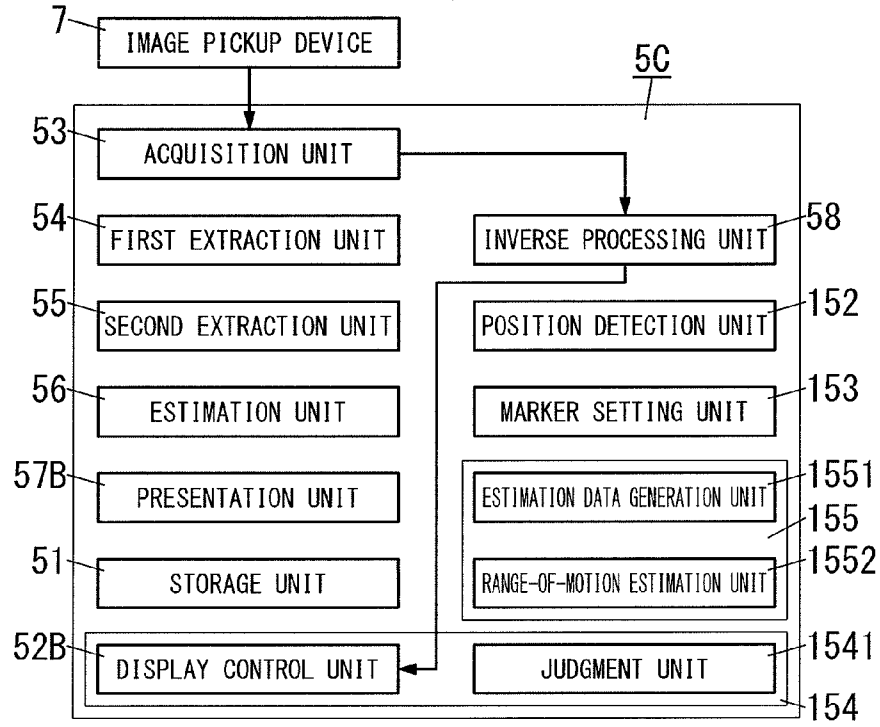 7 IMAGE PICKUP DEVICE
5C
53 ACQUISITION UNIT
54 FIRST EXTRACTION UNIT
INVERSE PROCESSING UNIT 58
55 SECOND EXTRACTION UNIT
POSITION DETECTION UNIT 152
56 ESTIMATION UNIT
MARKER SETTING UNIT 153
57B PRESENTATION UNIT
ESTIMATION DATA GENERATION UNIT 1551
155
51 STORAGE UNIT
RANGE-OF-MOTION ESTIMATION UNIT 1552
52B DISPLAY CONTROL UNIT
JUDGMENT UNIT 1541
154